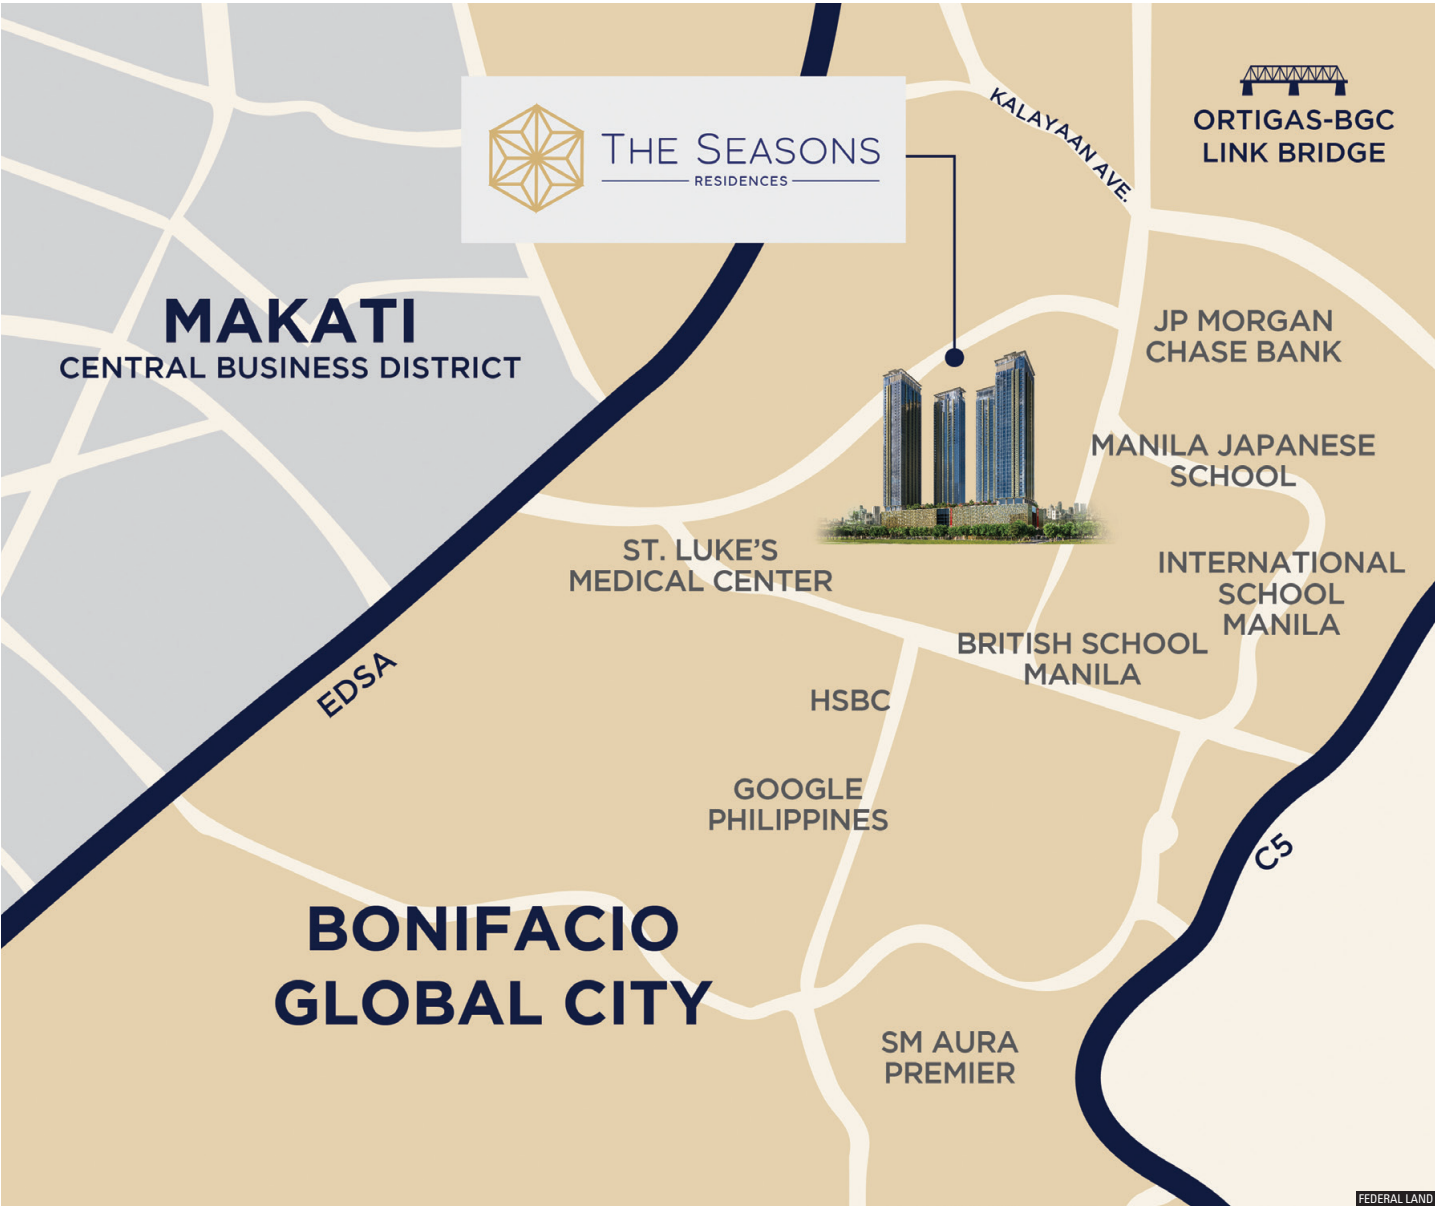 THE SEASONS
RESIDENCES
KALAYAAN AVE.
ORTIGAS-BGC
LINK BRIDGE
MAKATI
CENTRAL BUSINESS DISTRICT
JP MORGAN
CHASE BANK
MANILA JAPANESE
SCHOOL
ST. LUKE'S
MEDICAL CENTER
INTERNATIONAL
SCHOOL
MANILA
BRITISH SCHOOL
MANILA
EDSA
HSBC
GOOGLE
PHILIPPINES
C5
BONIFACIO
GLOBAL CITY
SM AURA
PREMIER
FEDERAL LAND